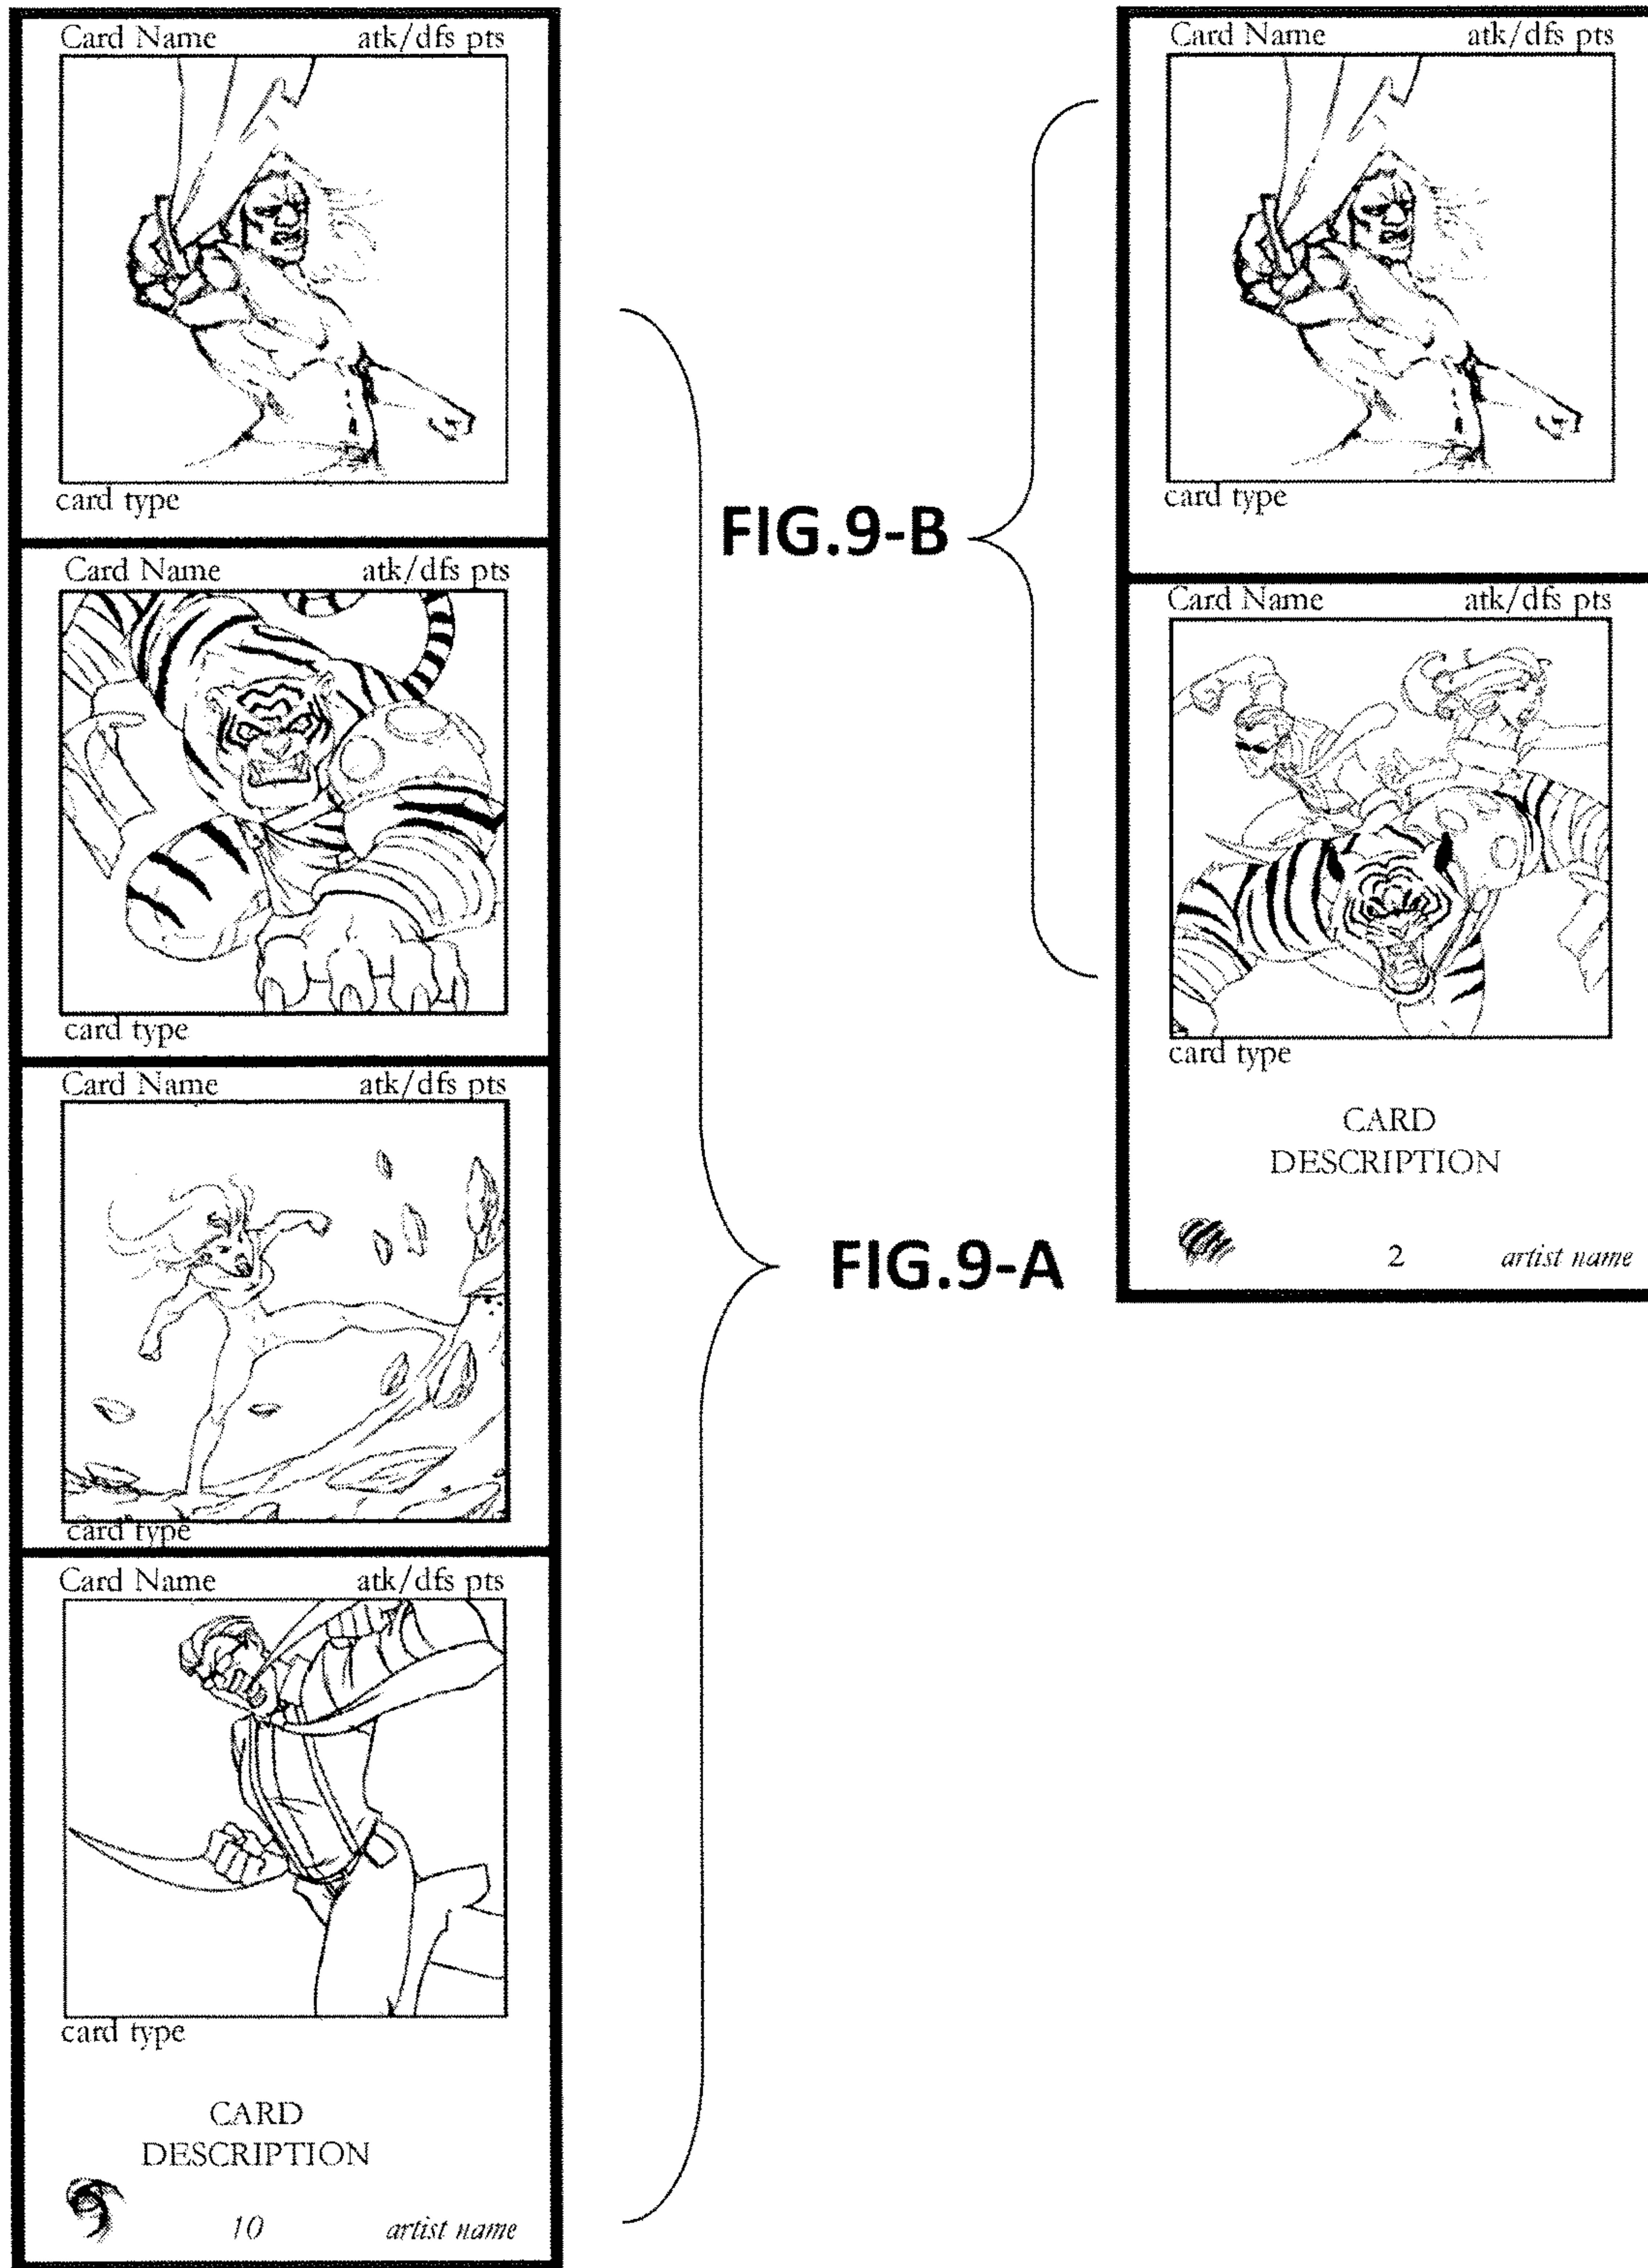 Card Name atk/dfs pts
card type
Card Name atk/dfs pts
card type
Card Name atk/dfs pts
card type
Card Name atk/dfs pts
card type
CARD
DESCRIPTION
10 artist name
FIG.9-A
FIG.9-B
Card Name atk/dfs pts
card type
Card Name atk/dfs pts
card type
CARD
DESCRIPTION
2 artist name